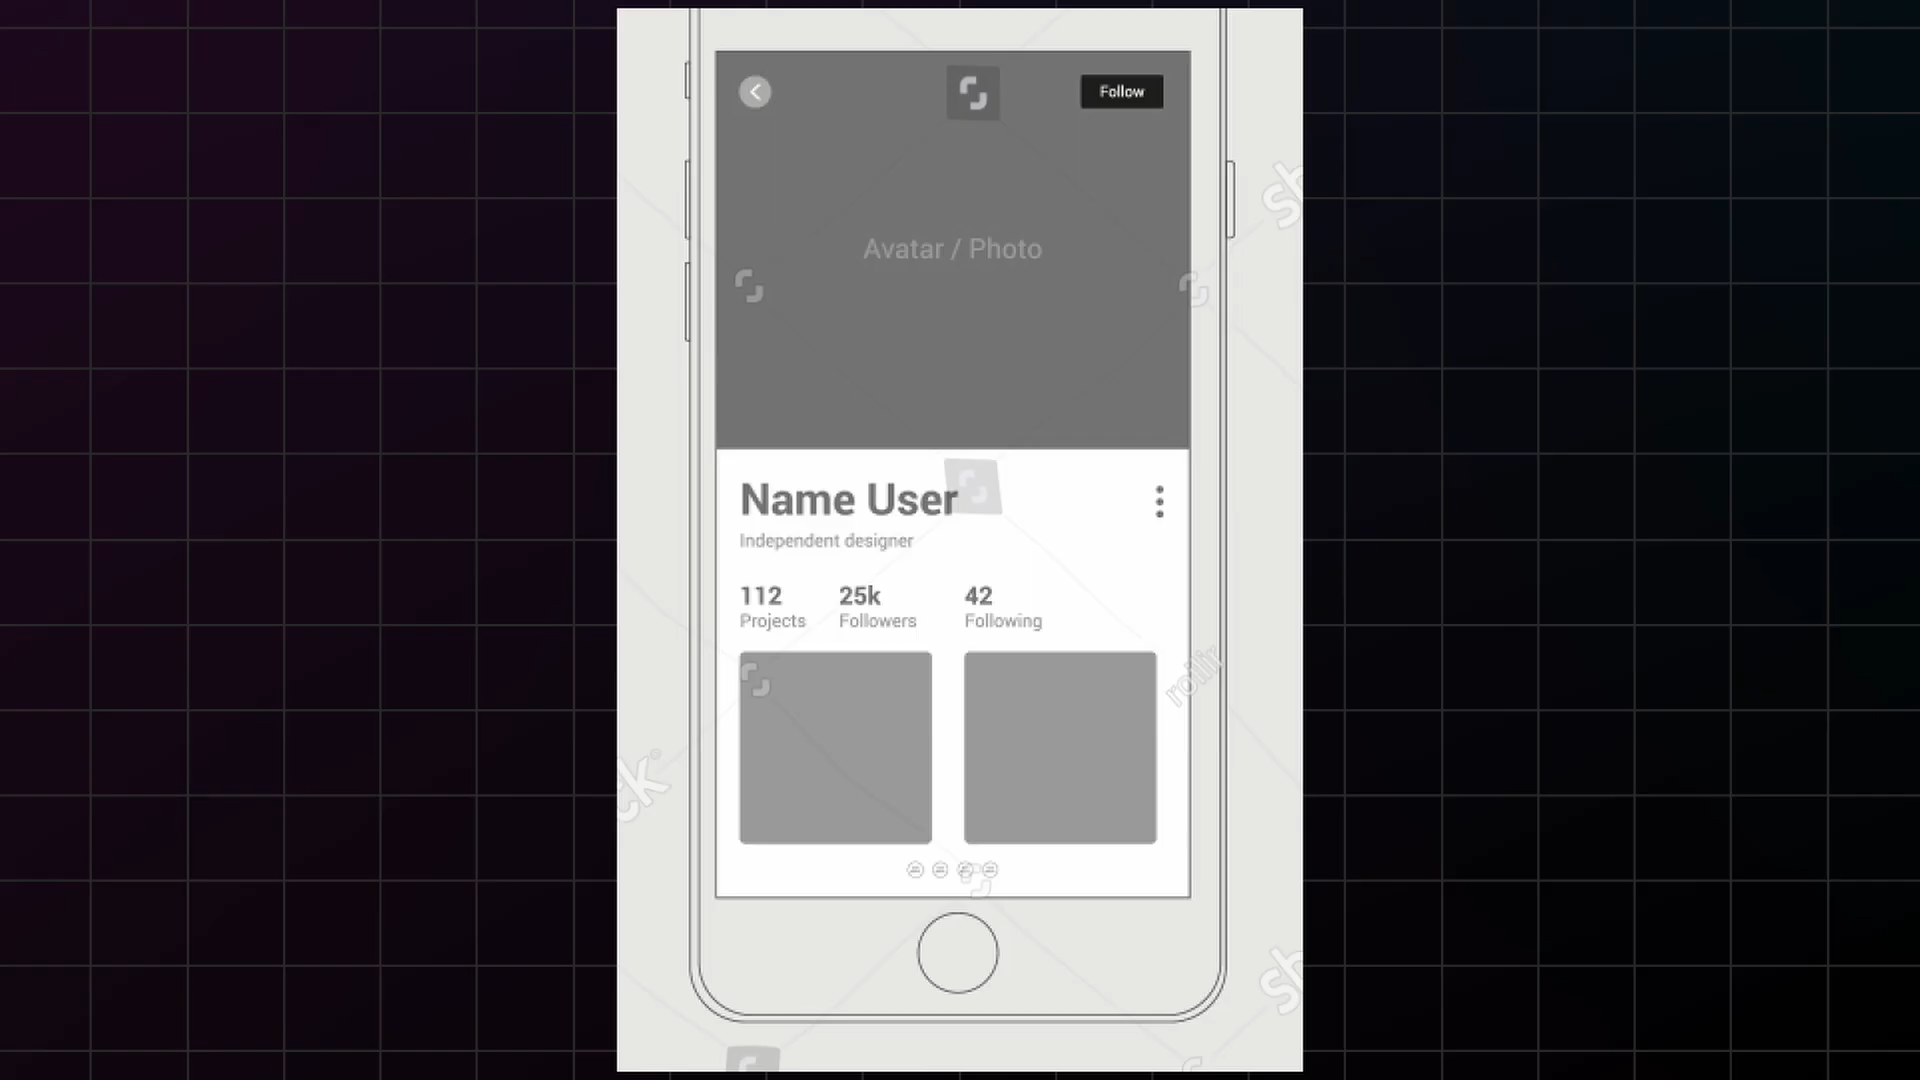 Follow
Avatar / Photo
Name User
Independent designer
112 25k 42
Projects Followers Following